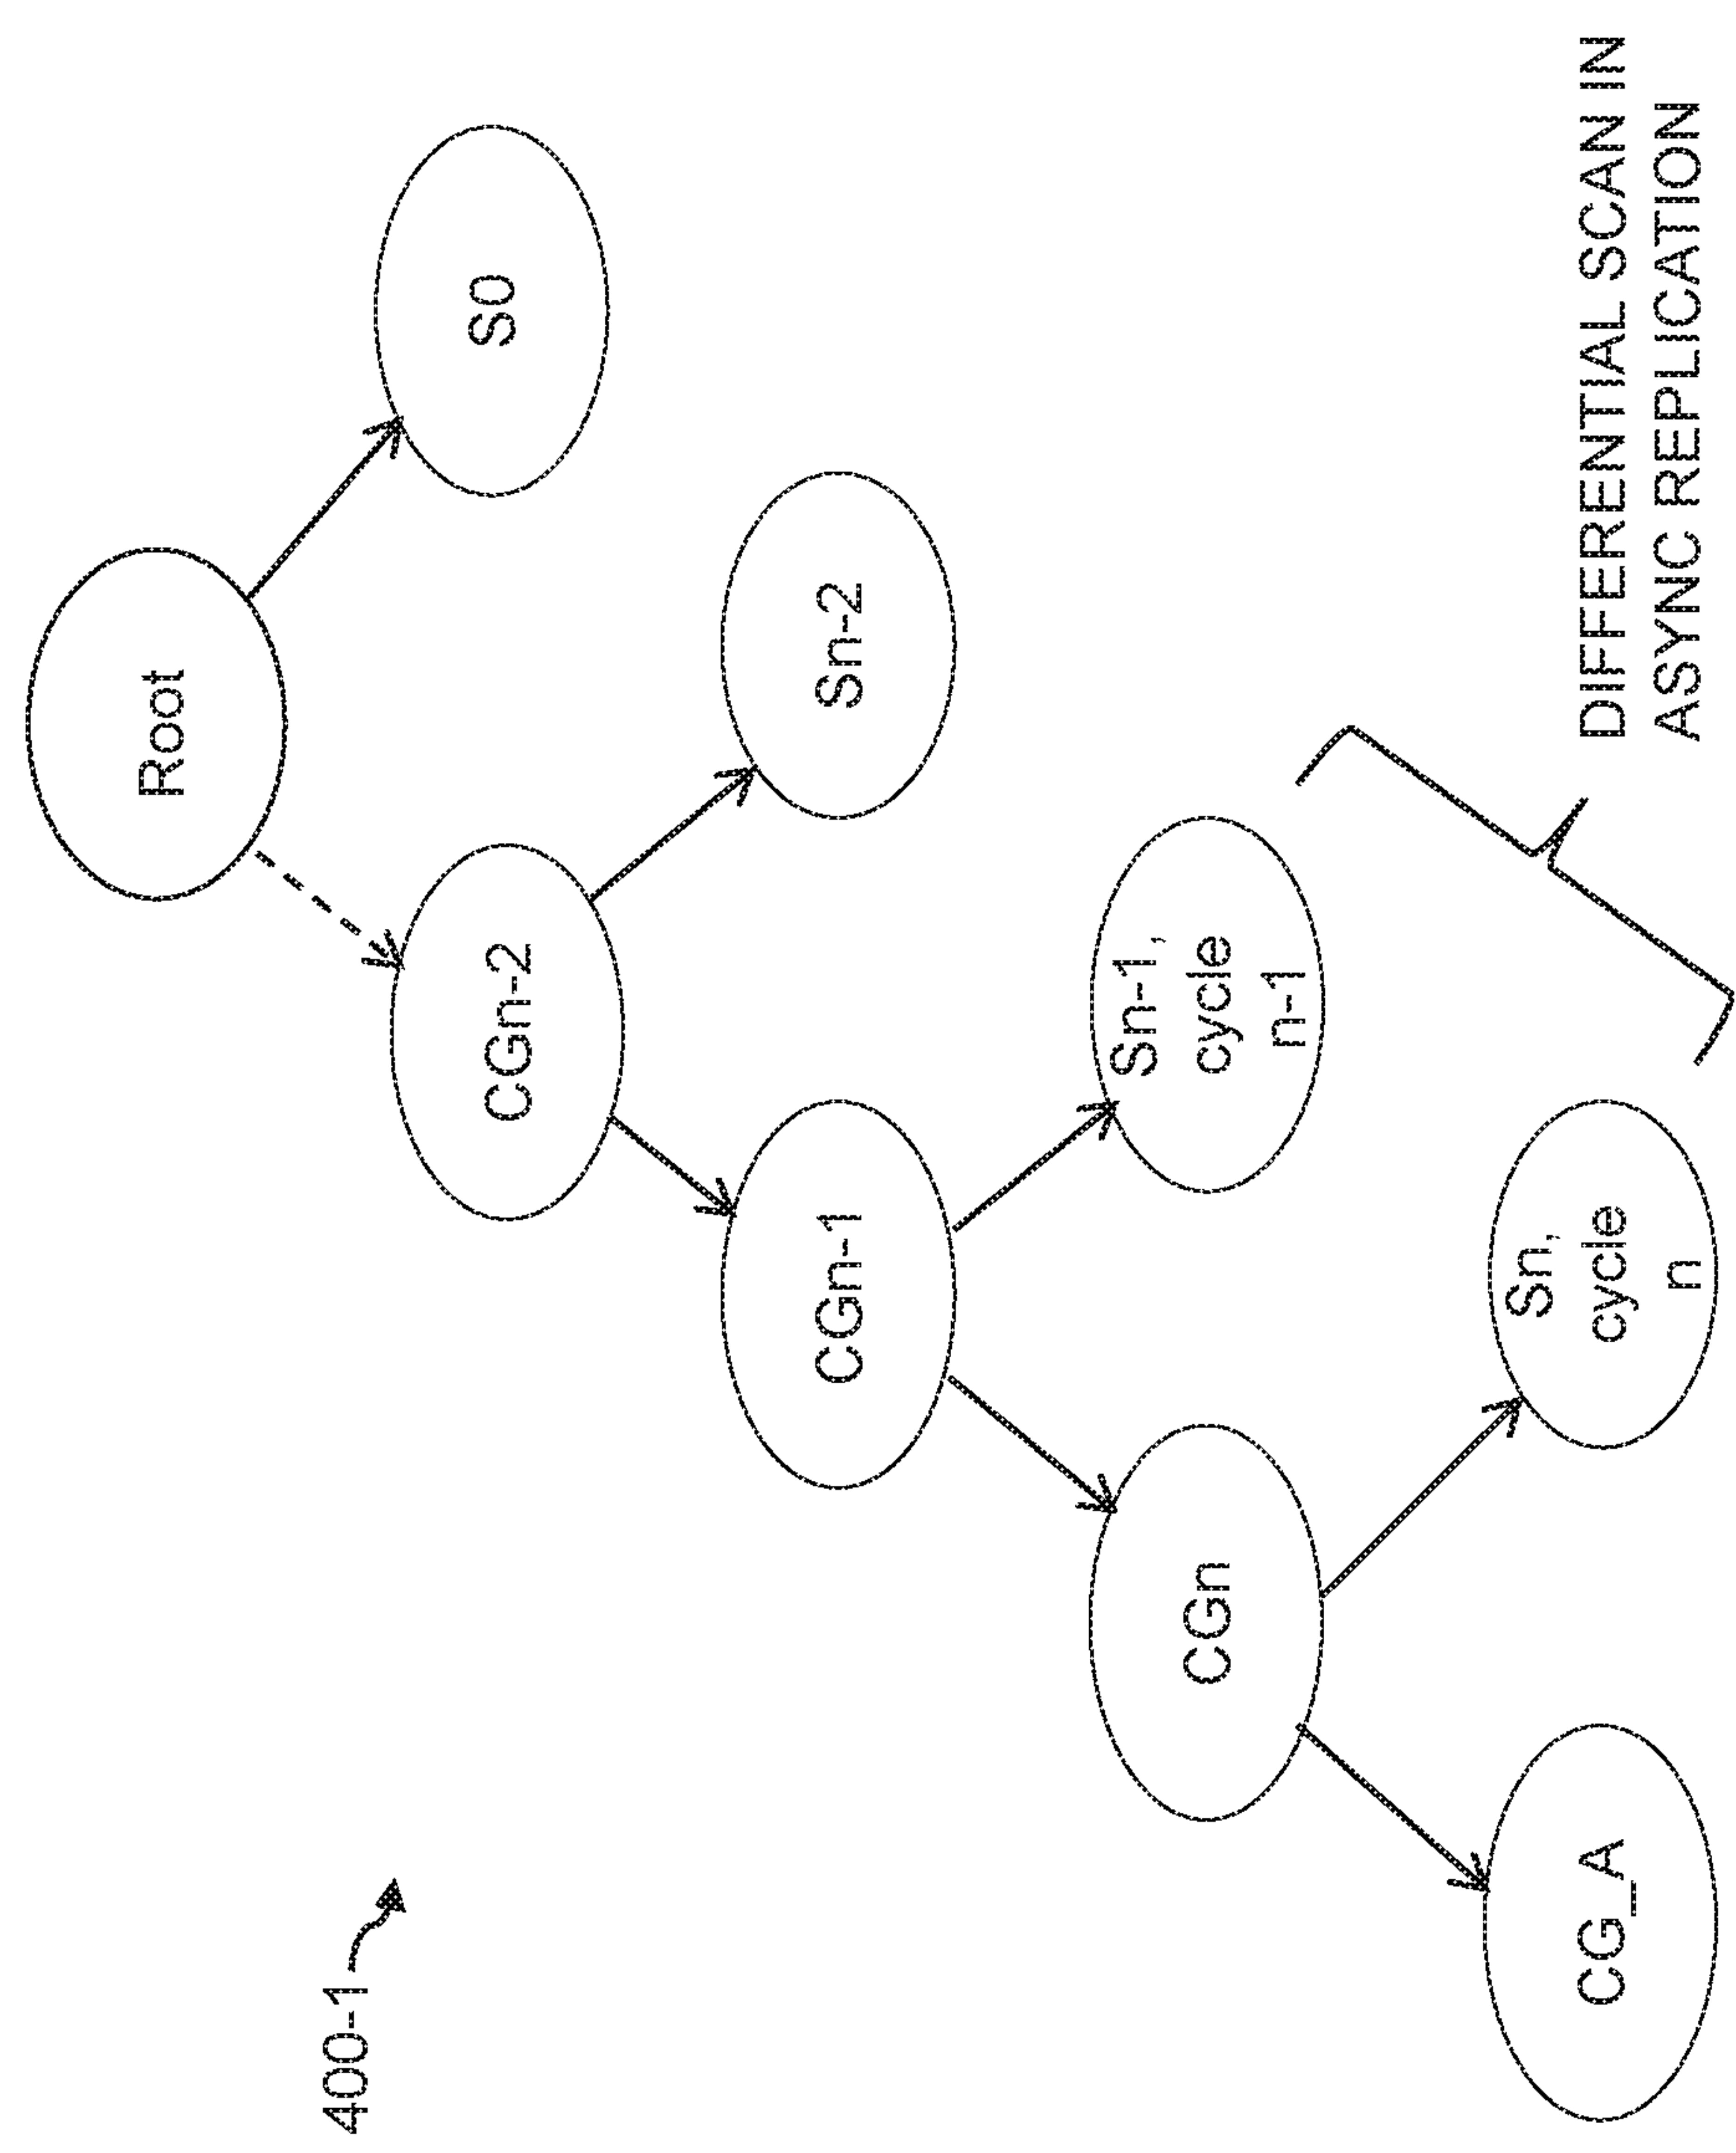 400-1
Root
S0
CGn-2
Sn-2
CGn-1
Sn-1,
cycle
n-1
CGn
Sn,
cycle
n
CG_A
DIFFERENTIAL SCAN IN
ASYNC REPLICATION